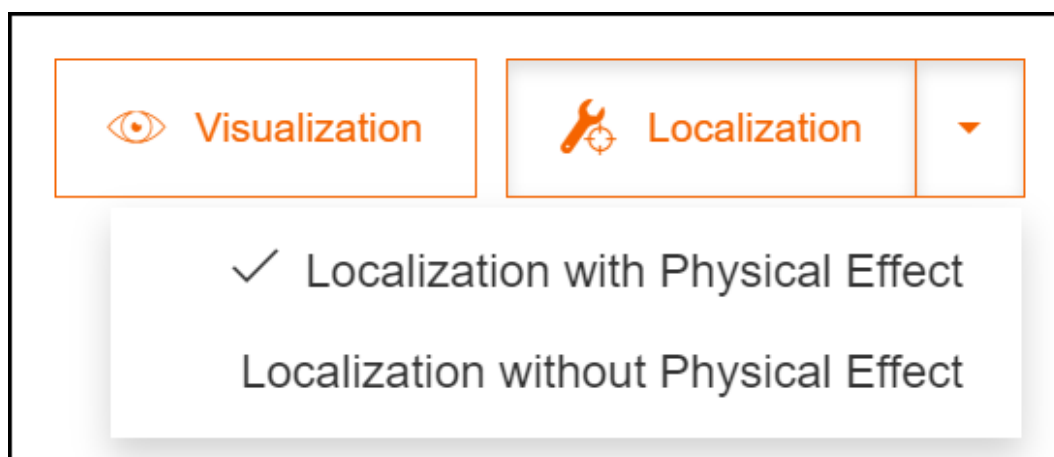 Visualization
Localization
Localization with Physical Effect
Localization without Physical Effect